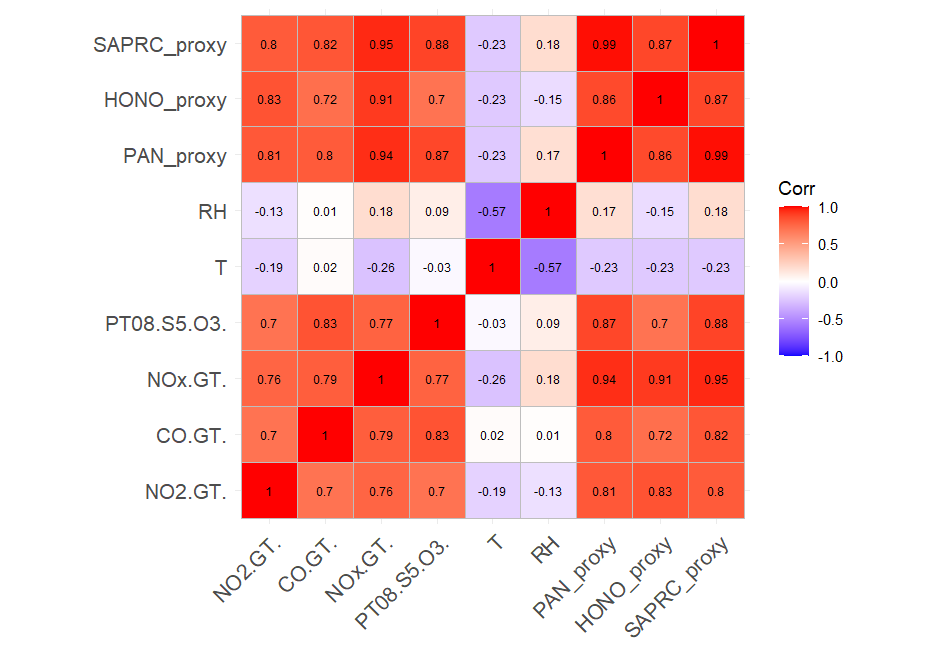 SAPRC_proxy 0.8 0.82 0.95 0.88 -0.23 0.18 0.99 0.87 1
HONO_proxy 0.83 0.72 0.91 0.7 -0.23 -0.15 0.86 1 0.87
PAN_proxy 0.81 0.8 0.94 0.87 -0.23 0.17 1 0.86 0.99
RH -0.13 0.01 0.18 0.09 -0.57 1 0.17 -0.15 0.18
T -0.19 0.02 -0.26 -0.03 1 -0.57 -0.23 -0.23 -0.23
PT08.S5.O3. 0.7 0.83 0.77 1 -0.03 0.09 0.87 0.7 0.88
NOx.GT. 0.76 0.79 1 0.77 -0.26 0.18 0.94 0.91 0.95
CO.GT. 0.7 1 0.79 0.83 0.02 0.01 0.8 0.72 0.82
NO2.GT. 1 0.7 0.76 0.7 -0.19 -0.13 0.81 0.83 0.8
NO2.GT. CO.GT. NOx.GT. PT08.S5.O3. T RH PAN_proxy HONO_proxy SAPRC_proxy
Corr
1.0
0.5
0.0
-0.5
-1.0